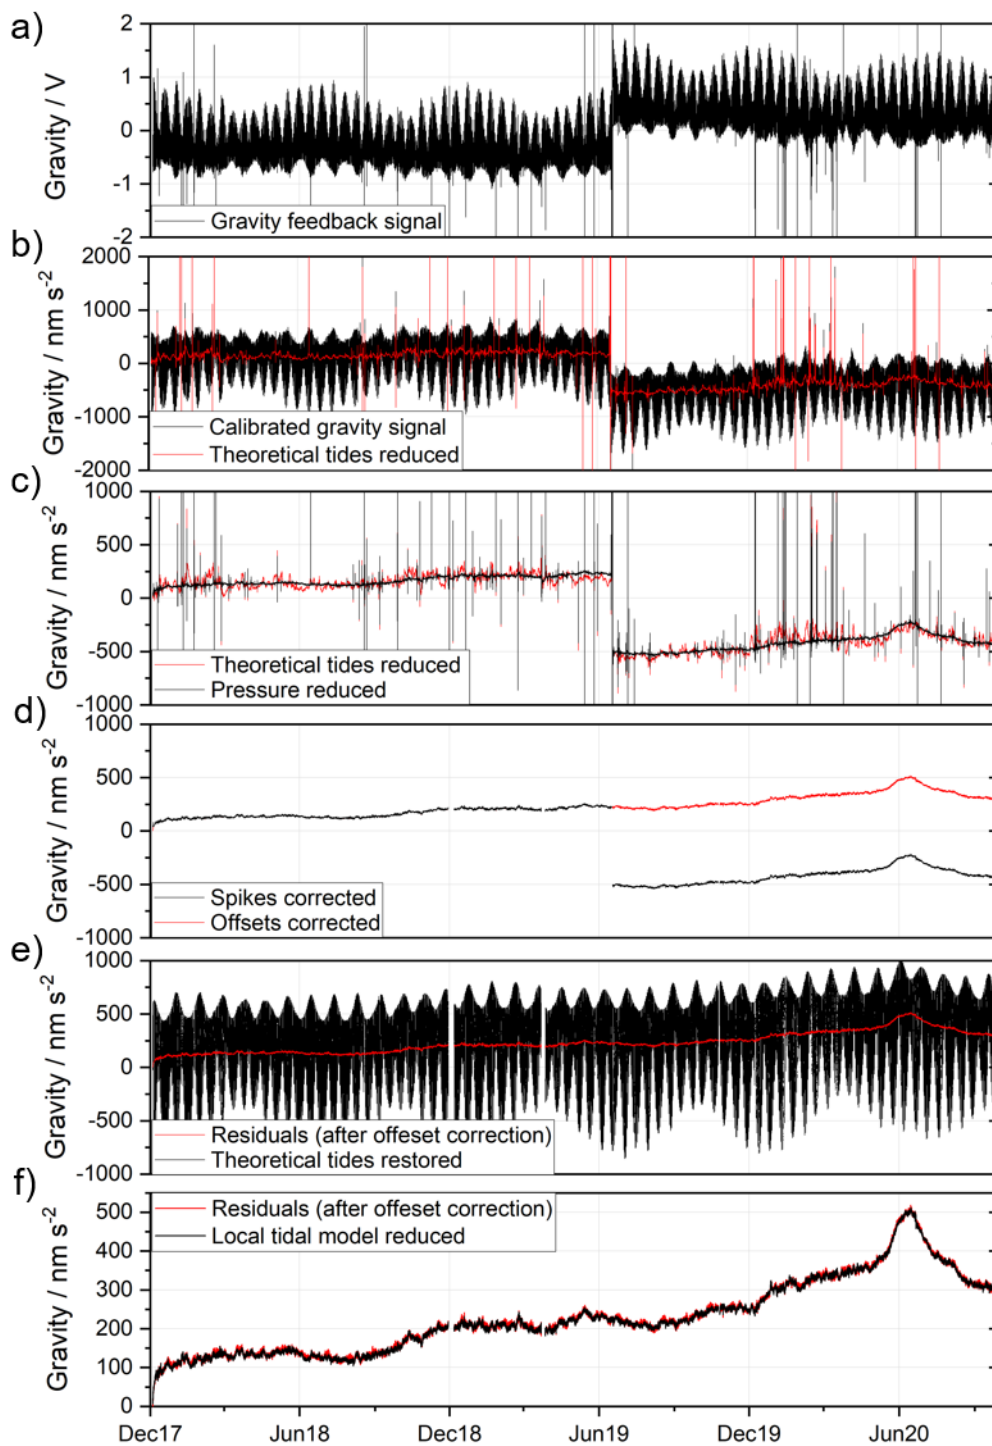 a)
2
1
0
-1
-2
Gravity / V
Gravity feedback signal
b)
2000
1000
0
-1000
-2000
Gravity / nm s-2
Calibrated gravity signal
Theoretical tides reduced
c)
1000
500
0
-500
-1000
Gravity / nm s-2
Theoretical tides reduced
Pressure reduced
d)
1000
500
0
-500
-1000
Gravity / nm s-2
Spikes corrected
Offsets corrected
e)
1000
500
0
-500
-1000
Gravity / nm s-2
Residuals (after offeset correction)
Theoretical tides restored
f)
500
400
300
200
100
0
Gravity / nm s-2
Residuals (after offset correction)
Local tidal model reduced
Dec17 Jun18 Dec18 Jun19 Dec19 Jun20